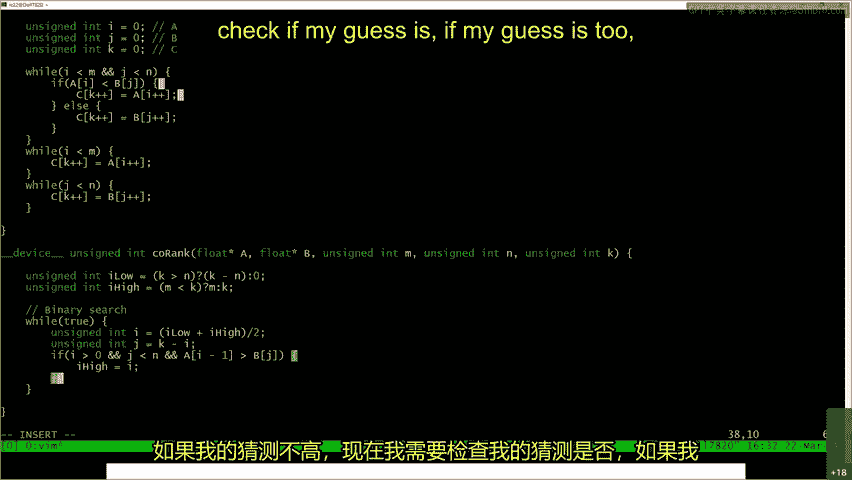 check if my guess is, if my guess is too,
unsigned int i = 0; // A
unsigned int j = 0; // B
unsigned int k = 0; // C
while(i < m && j < n) {
if(A[i] < B[j]) {
C[k++] = A[i++];
} else {
C[k++] = B[j++];
}
}
while(i < m) {
C[k++] = A[i++];
}
while(j < n) {
C[k++] = B[j++];
}
}
__device__ unsigned int coRank(float* A, float* B, unsigned int m, unsigned int n, unsigned int k) {
unsigned int iLow = (k > n)?(k - n):0;
unsigned int iHigh = (m < k)?m:k;
// Binary search
while(true) {
unsigned int i = (iLow + iHigh)/2;
unsigned int j = k - i;
if(i > 0 && j < n && A[i - 1] > B[j]) {
iHigh = i;
}
}
}
-- INSERT --
38,10
如果我的猜测不高，现在我需要检查我的猜测是否，如果我
+18